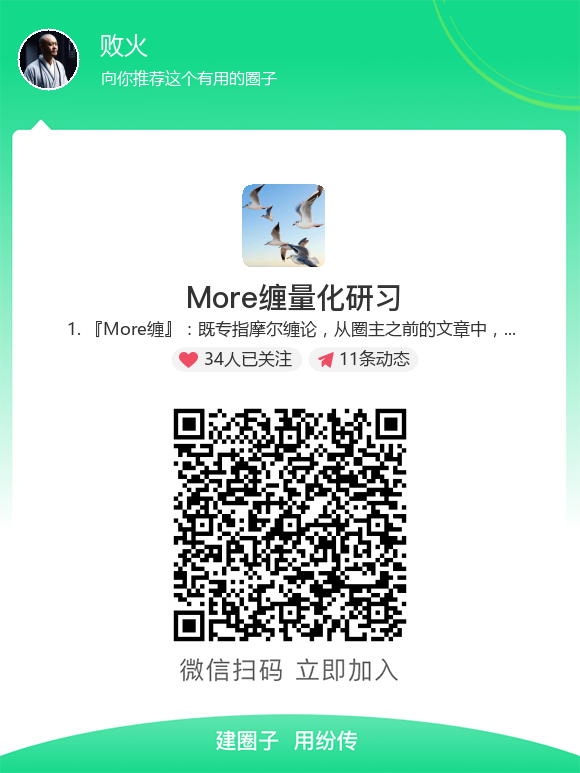 败火
向你推荐这个有用的圈子
More缠量化研习
1. 『More缠』：既专指摩尔缠论，从圈主之前的文章中，...
34人已关注 11条动态
微信扫码 立即加入
建圈子 用纷传